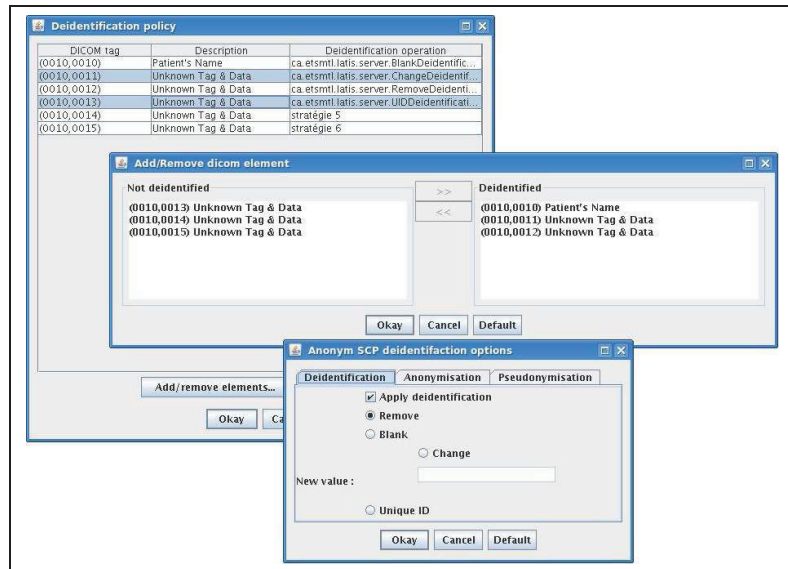 Deidentification policy
DICOM tag Description Deidentification operation
(0010,0010) Patient's Name ca.etsmtl.latis.server.BlankDeidentific...
(0010,0011) Unknown Tag & Data ca.etsmtl.latis.server.ChangeDeidentif...
(0010,0012) Unknown Tag & Data ca.etsmtl.latis.server.RemoveDeidenti...
(0010,0013) Unknown Tag & Data ca.etsmtl.latis.server.UIDDeidentificati...
(0010,0014) Unknown Tag & Data stratégie 5
(0010,0015) Unknown Tag & Data stratégie 6
Add/Remove dicom element
Not deidentified >> Deidentified
<<
(0010,0013) Unknown Tag & Data (0010,0010) Patient's Name
(0010,0014) Unknown Tag & Data (0010,0011) Unknown Tag & Data
(0010,0015) Unknown Tag & Data (0010,0012) Unknown Tag & Data
Okay Cancel Default
Add/remove elements...
Okay Ca
Anonym SCP deidentifaction options
Deidentification Anonymisation Pseudonymisation
Apply deidentification
Remove
Blank
Change
New value :
Unique ID
Okay Cancel Default